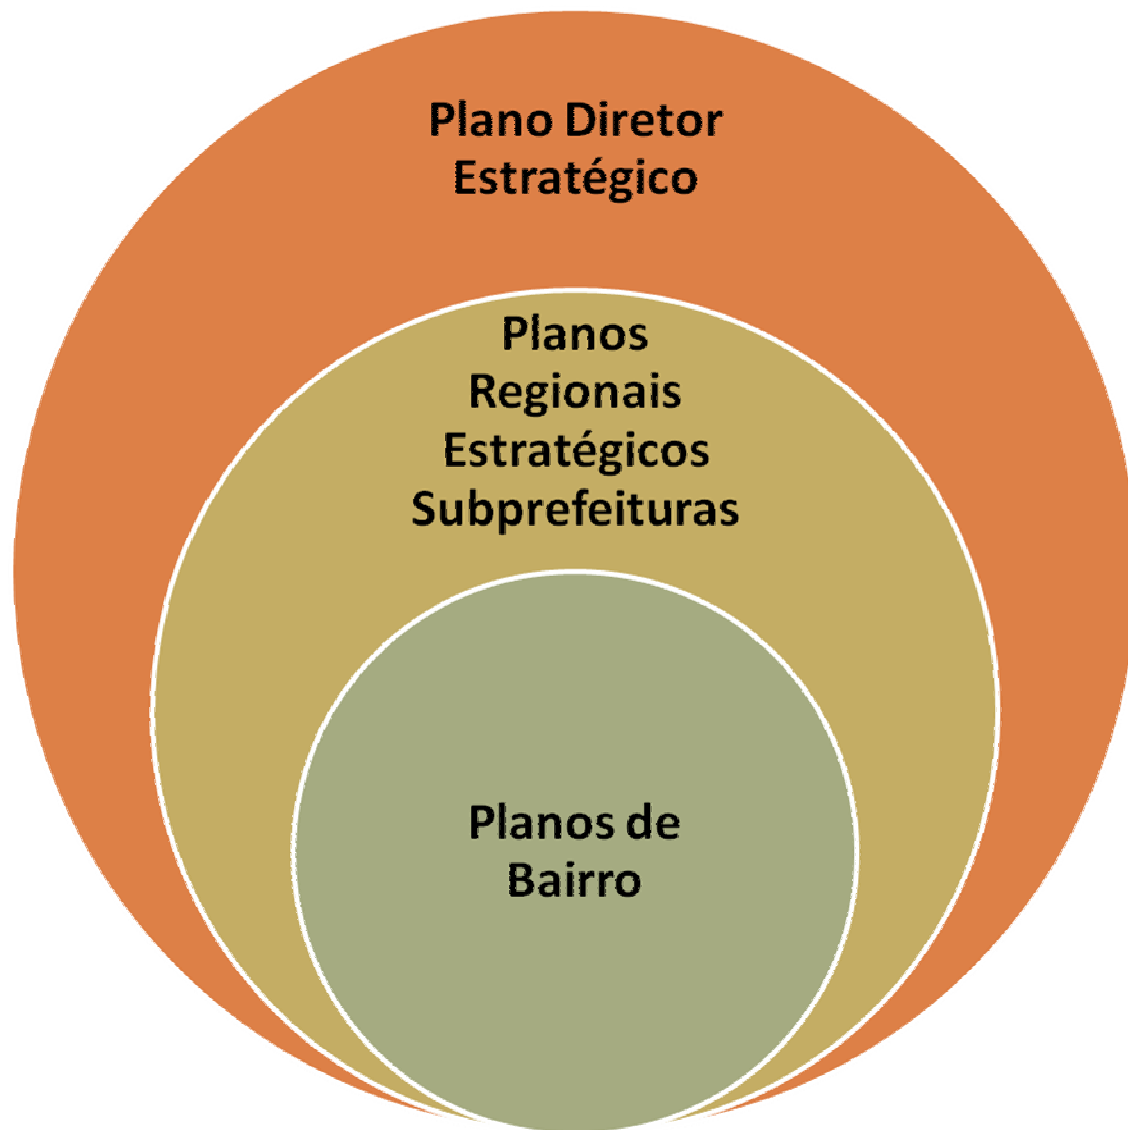 Plano Diretor
Estratégico
Planos
Regionais
Estratégicos
Subprefeituras
Planos de
Bairro